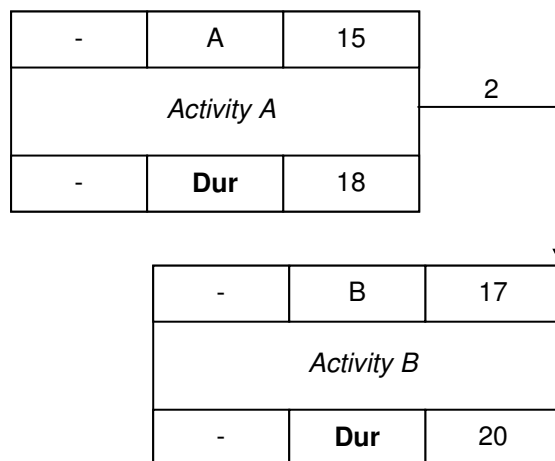 - A 15
Activity A
2
- Dur 18
- B 17
Activity B
- Dur 20